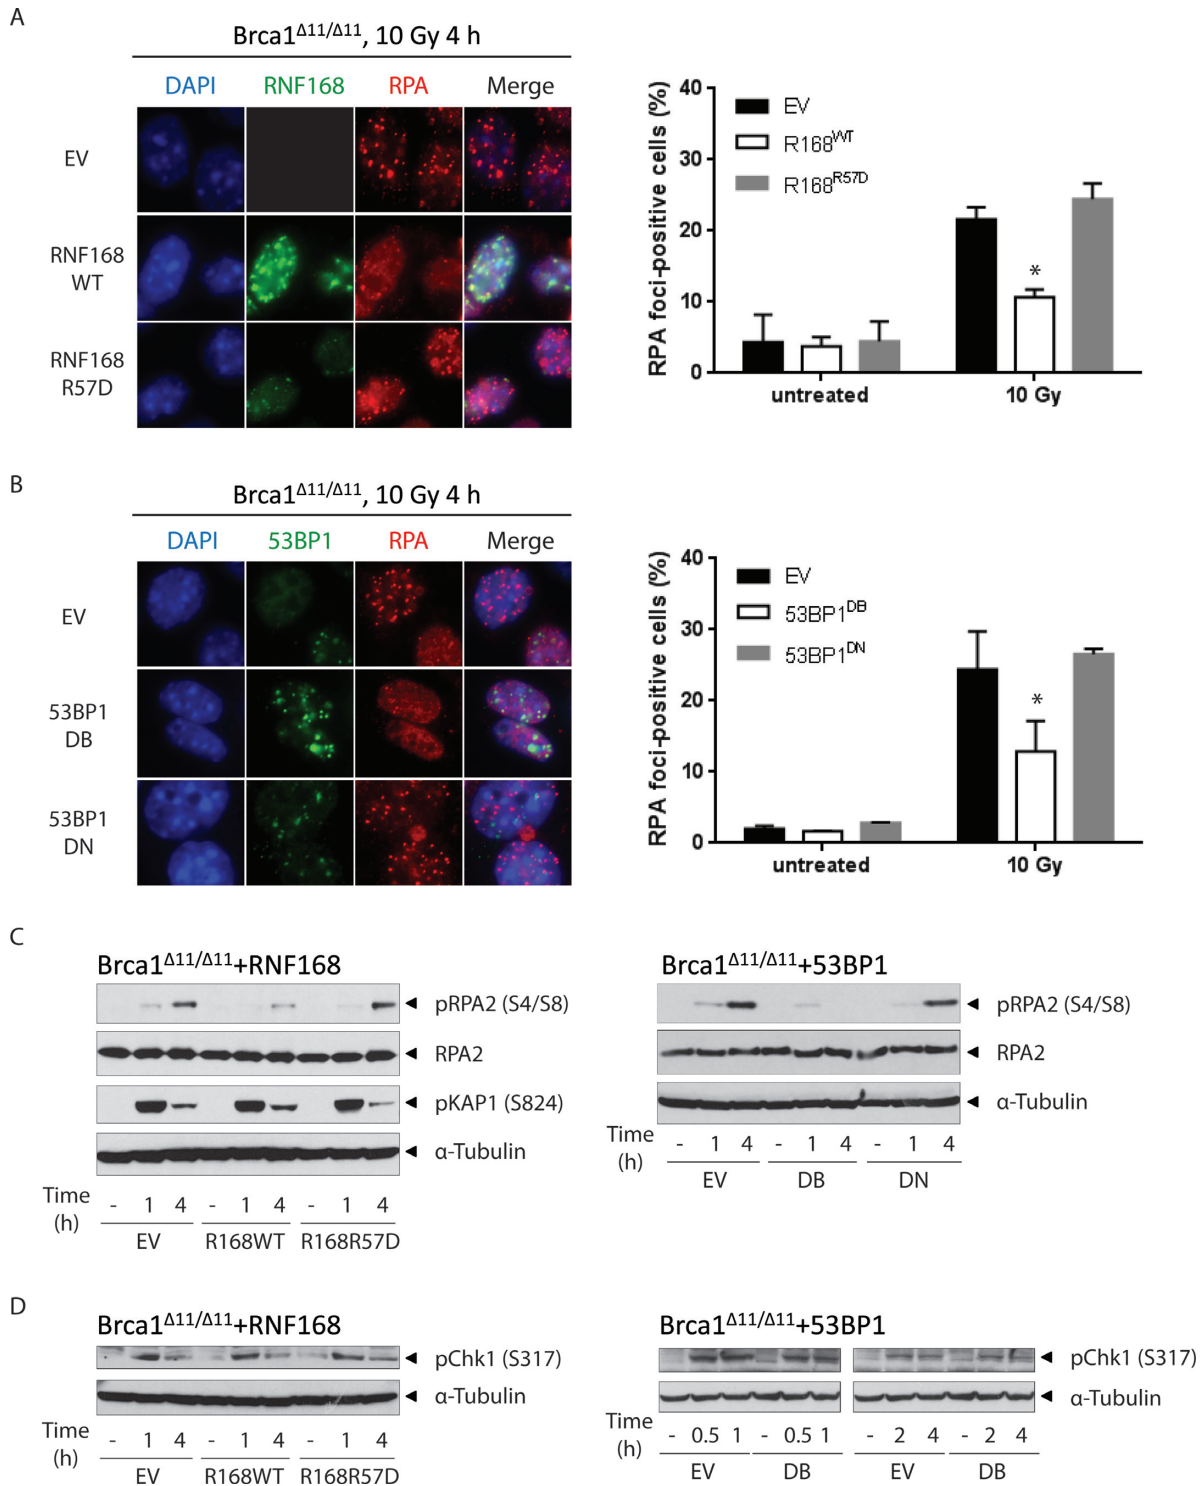 A
Brca1Δ11/Δ11, 10 Gy 4 h
DAPI RNF168 RPA Merge
EV
RNF168
WT
RNF168
R57D
RPA foci-positive cells (%)
40
30
20
10
0
EV
R168WT
R168R57D
*
untreated 10 Gy
B
Brca1Δ11/Δ11, 10 Gy 4 h
DAPI 53BP1 RPA Merge
EV
53BP1
DB
53BP1
DN
RPA foci-positive cells (%)
40
30
20
10
0
EV
53BP1DB
53BP1DN
*
untreated 10 Gy
C
Brca1Δ11/Δ11+RNF168
pRPA2 (S4/S8)
RPA2
pKAP1 (S824)
α-Tubulin
Time
(h)
- 1 4 - 1 4 - 1 4
EV R168WT R168R57D
Brca1Δ11/Δ11+53BP1
pRPA2 (S4/S8)
RPA2
α-Tubulin
Time
(h)
- 1 4 - 1 4 - 1 4
EV DB DN
D
Brca1Δ11/Δ11+RNF168
pChk1 (S317)
α-Tubulin
Time
(h)
- 1 4 - 1 4 - 1 4
EV R168WT R168R57D
Brca1Δ11/Δ11+53BP1
pChk1 (S317)
α-Tubulin
Time
(h)
- 0.5 1 - 0.5 1 - 2 4 - 2 4
EV DB EV DB